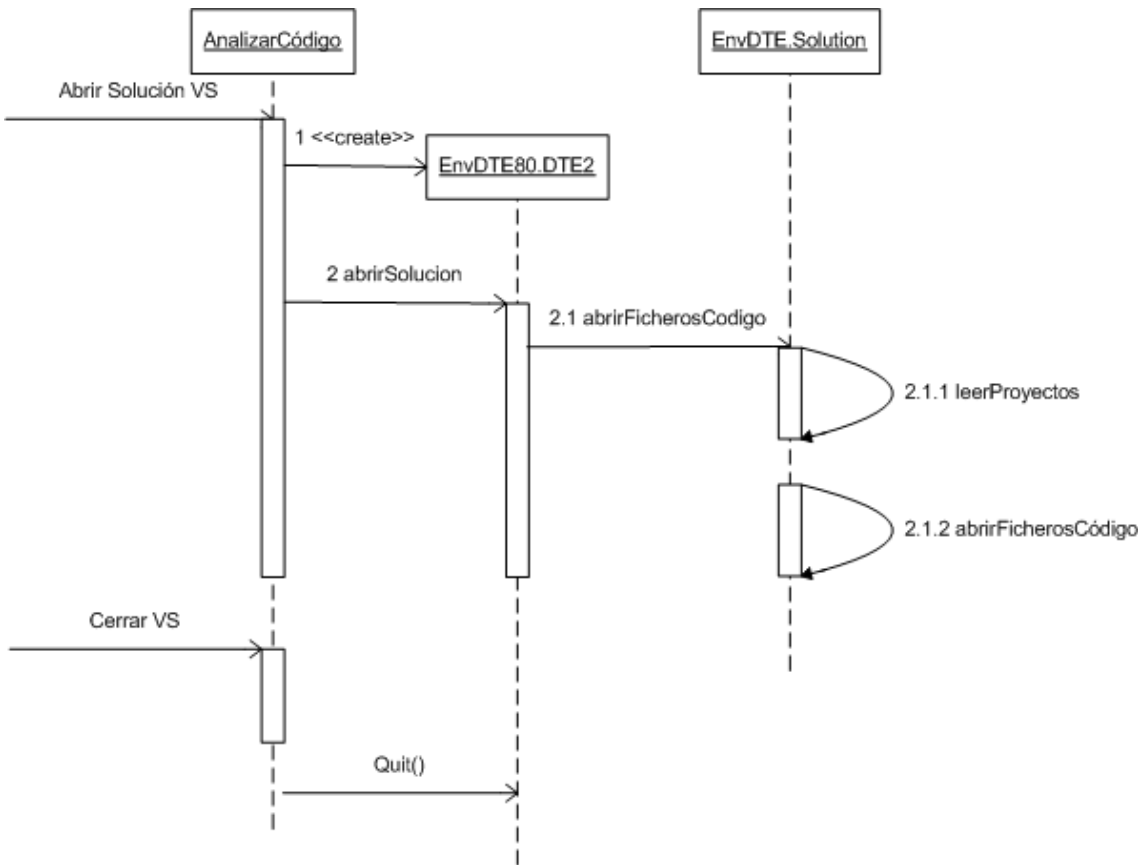 AnalizarCódigo
EnvDTE.Solution
Abrir Solución VS
1 <<create>>
EnvDTE80.DTE2
2 abrirSolucion
2.1 abrirFicherosCodigo
2.1.1 leerProyectos
2.1.2 abrirFicherosCódigo
Cerrar VS
Quit()